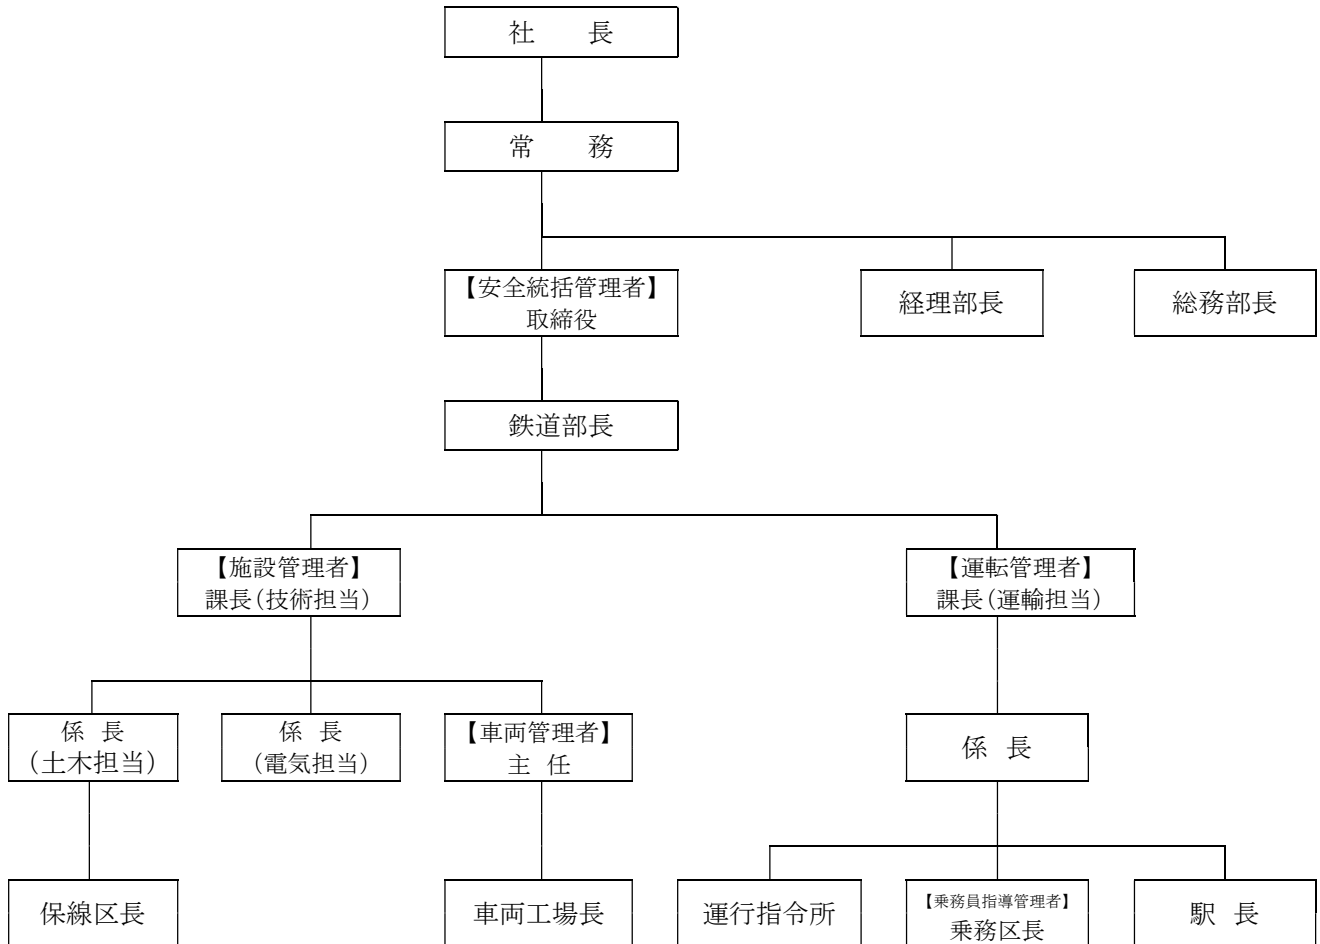 社　長
常　務
【安全統括管理者】
取締役
経理部長
総務部長
鉄道部長
【施設管理者】
課長(技術担当)
【運転管理者】
課長(運輸担当)
係 長
(土木担当)
係 長
(電気担当)
【車両管理者】
主 任
係 長
保線区長
車両工場長
運行指令所
【乗務員指導管理者】
乗務区長
駅 長